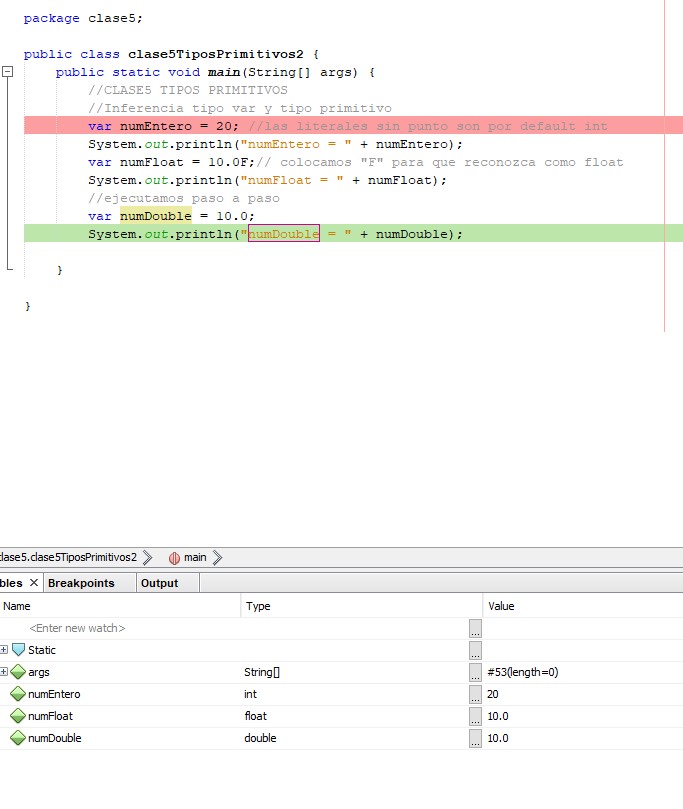 package clase5;
public class clase5TiposPrimitivos2 {
public static void main(String[] args) {
//CLASE5 TIPOS PRIMITIVOS
//Inferencia tipo var y tipo primitivo
var numEntero = 20; //las literales sin punto son por default int
System.out.println("numEntero = " + numEntero);
var numFloat = 10.0F;// colocamos "F" para que reconozca como float
System.out.println("numFloat = " + numFloat);
//ejecutamos paso a paso
var numDouble = 10.0;
System.out.println("numDouble = " + numDouble);
}
}
clase5.clase5TiposPrimitivos2 main
bles × Breakpoints Output
Name Type Value
<Enter new watch> ...
Static ...
args String[] ... #53(length=0)
numEntero int ... 20
numFloat float ... 10.0
numDouble double ... 10.0